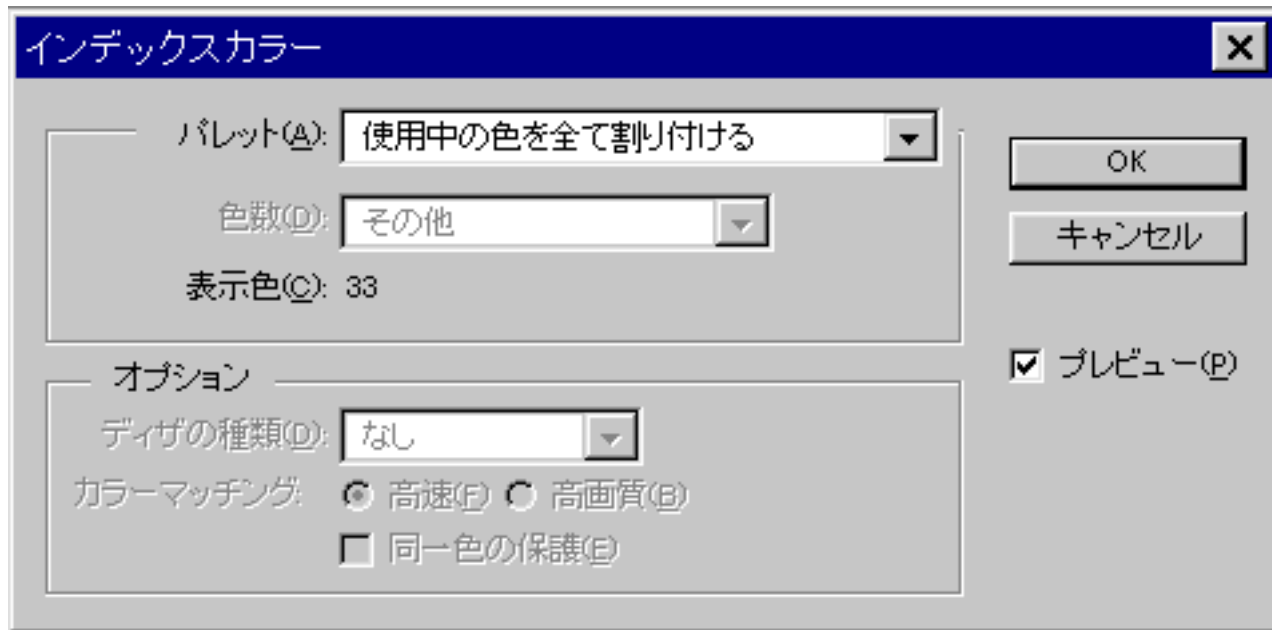 インデックスカラー
パレット(A): 使用中の色を全て割り付ける
色数(D): その他
表示色(C): 33
OK
キャンセル
プレビュー(P)
オプション
ディザの種類(D): なし
カラーマッチング: 高速(F) 高画質(B)
同一色の保護(E)